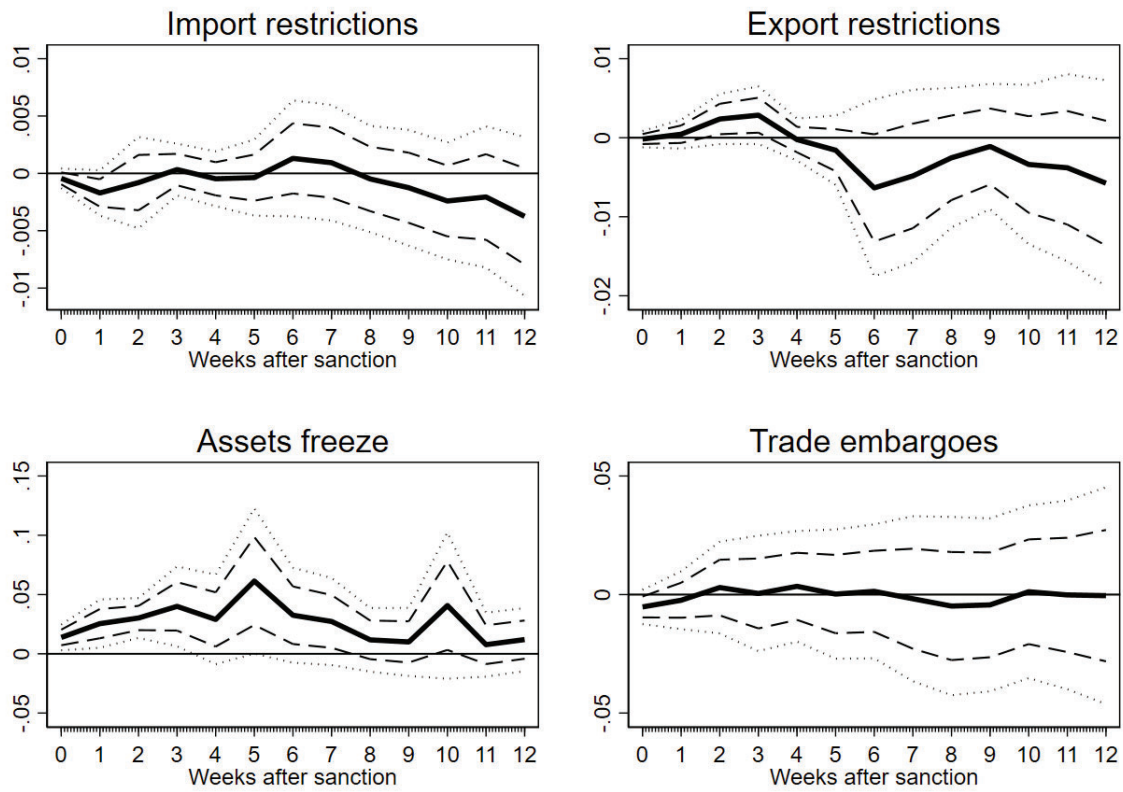 Import restrictions
.01
.005
0
-.005
-.01
0 1 2 3 4 5 6 7 8 9 10 11 12
Weeks after sanction
Export restrictions
.01
0
-.01
-.02
0 1 2 3 4 5 6 7 8 9 10 11 12
Weeks after sanction
Assets freeze
.15
.1
.05
0
-.05
0 1 2 3 4 5 6 7 8 9 10 11 12
Weeks after sanction
Trade embargoes
.05
0
-.05
0 1 2 3 4 5 6 7 8 9 10 11 12
Weeks after sanction